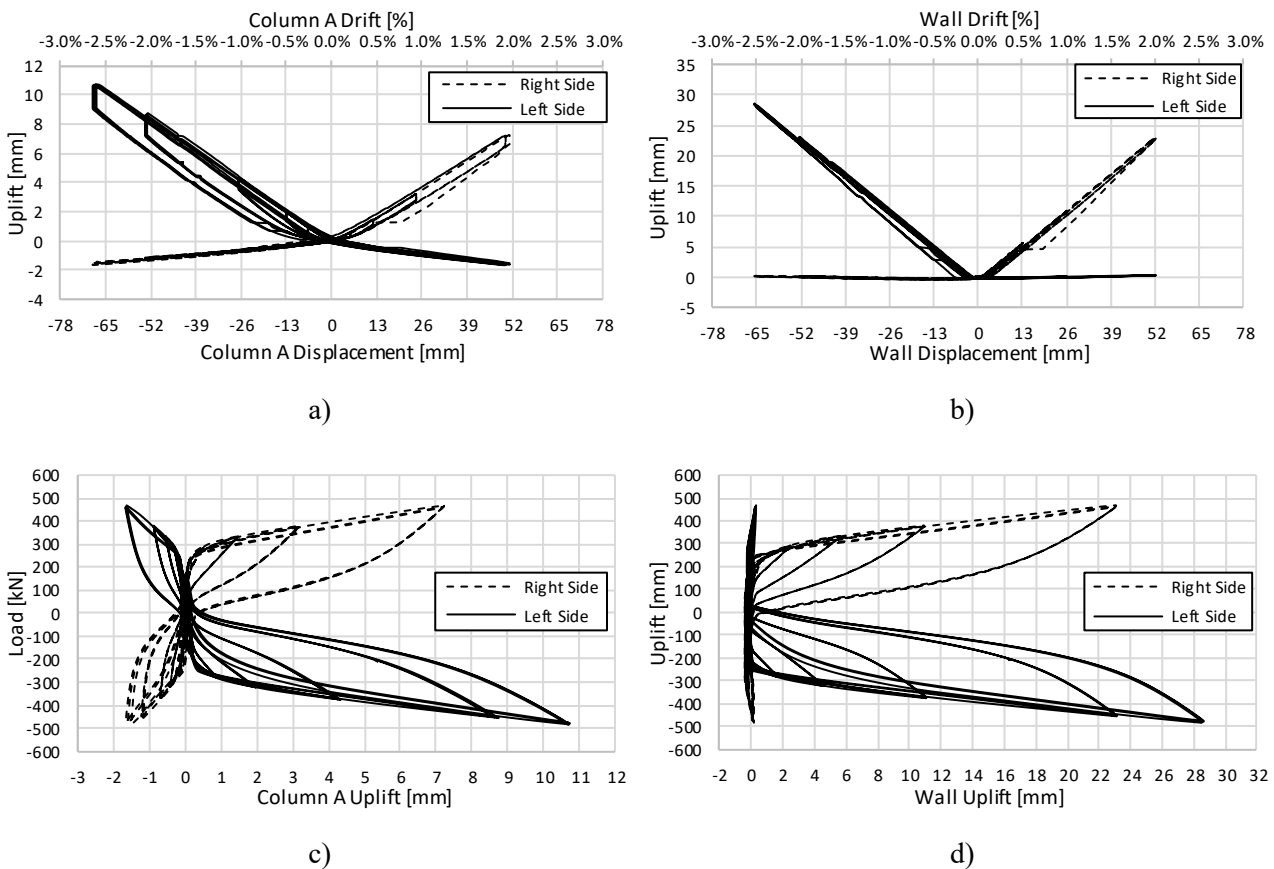 Column A Drift [%]
-3.0% -2.5% -2.0% -1.5% -1.0% -0.5% 0.0% 0.5% 1.0% 1.5% 2.0% 2.5% 3.0%
12
10
8
6
4
2
0
-2
-4
Uplift [mm]
Right Side
Left Side
-78 -65 -52 -39 -26 -13 0 13 26 39 52 65 78
Column A Displacement [mm]
a)
Wall Drift [%]
-3.0% -2.5% -2.0% -1.5% -1.0% -0.5% 0.0% 0.5% 1.0% 1.5% 2.0% 2.5% 3.0%
35
30
25
20
15
10
5
0
-5
Uplift [mm]
Right Side
Left Side
-78 -65 -52 -39 -26 -13 0 13 26 39 52 65 78
Wall Displacement [mm]
b)
600
500
400
300
200
100
0
-100
-200
-300
-400
-500
-600
Load [kN]
Right Side
Left Side
-3 -2 -1 0 1 2 3 4 5 6 7 8 9 10 11 12
Column A Uplift [mm]
c)
600
500
400
300
200
100
0
-100
-200
-300
-400
-500
-600
Uplift [mm]
Right Side
Left Side
-2 0 2 4 6 8 10 12 14 16 18 20 22 24 26 28 30 32
Wall Uplift [mm]
d)